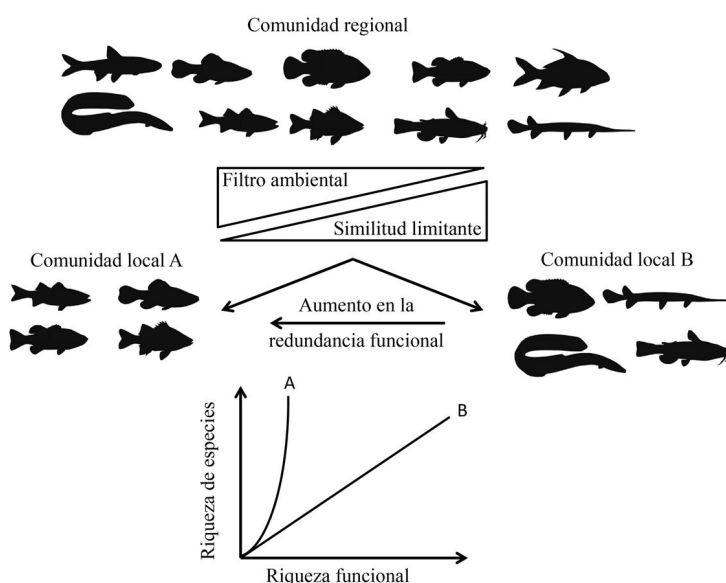 Comunidad regional
Filtro ambiental
Similitud limitante
Comunidad local A
Comunidad local B
Aumento en la
redundancia funcional
A
B
Riqueza de especies
Riqueza funcional